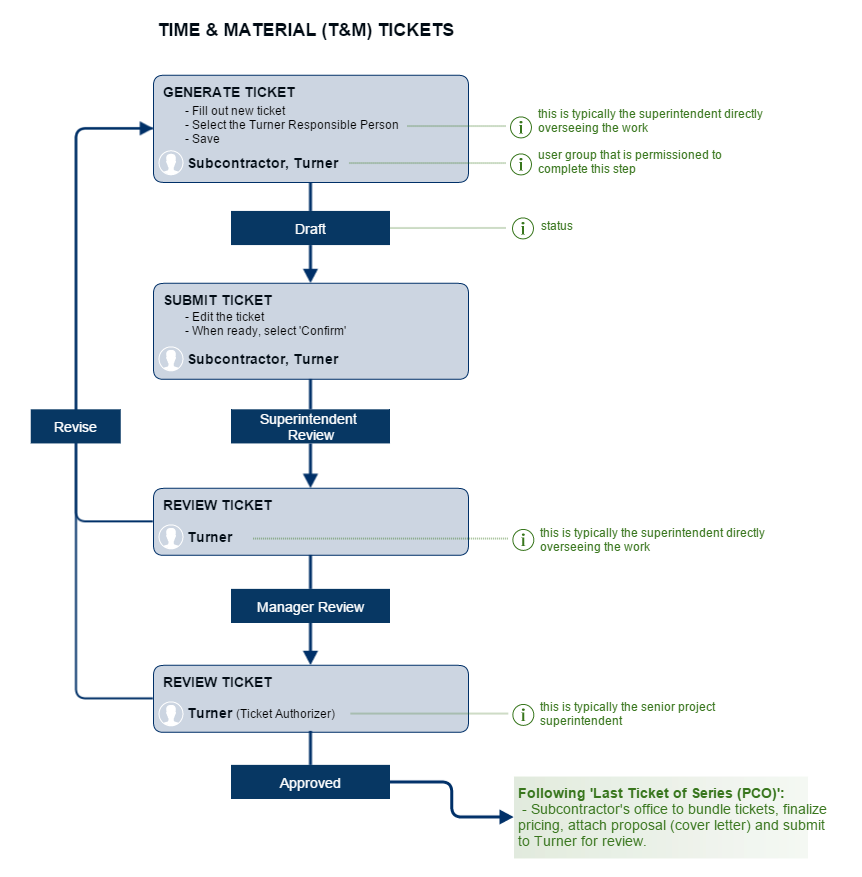 TIME & MATERIAL (T&M) TICKETS
GENERATE TICKET
- Fill out new ticket
- Select the Turner Responsible Person
- Save
Subcontractor, Turner
this is typically the superintendent directly
overseeing the work
user group that is permissioned to
complete this step
Draft
status
SUBMIT TICKET
- Edit the ticket
- When ready, select 'Confirm'
Subcontractor, Turner
Revise
Superintendent
Review
REVIEW TICKET
Turner
this is typically the superintendent directly
overseeing the work
Manager Review
REVIEW TICKET
Turner (Ticket Authorizer)
this is typically the senior project
superintendent
Approved
Following 'Last Ticket of Series (PCO)':
- Subcontractor's office to bundle tickets, finalize
pricing, attach proposal (cover letter) and submit
to Turner for review.